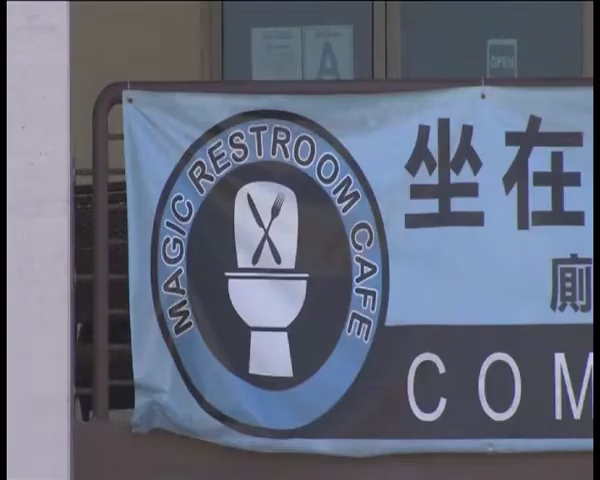 A
OPEN
MAGIC RESTROOM CAFE
坐在
廁
COM